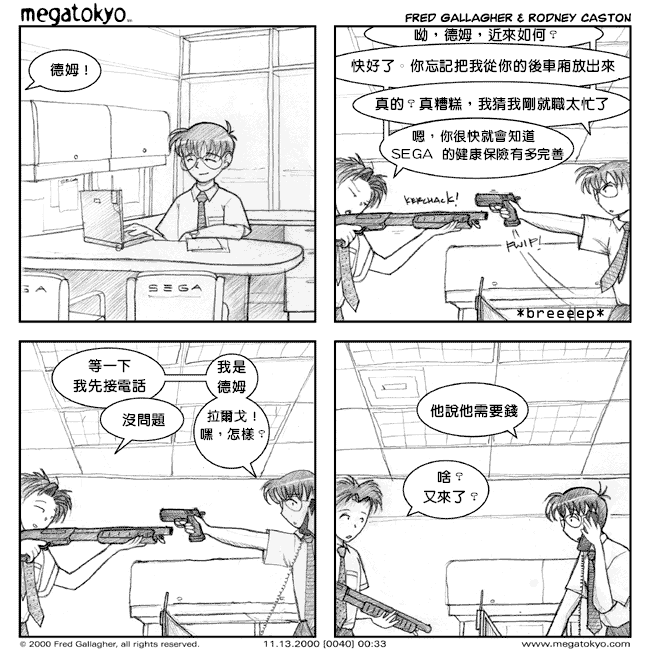 megatokyo
FRED GALLAGHER & RODNEY CASTON
德姆！
呦，德姆，近來如何？
快好了。你忘記把我從你的後車廂放出來
真的？真糟糕，我猜我剛就職太忙了
嗯，你很快就會知道
SEGA 的健康保險有多完善
KERCHACK!
FWIP!
*breeeep*
GA
SEGA
等一下
我先接電話
我是
德姆
沒問題
拉爾戈！
嘿，怎樣？
他說他需要錢
啥？
又來了？
© 2000 Fred Gallagher, all rights reserved.
11.13.2000 [0040] 00:33
www.megatokyo.com